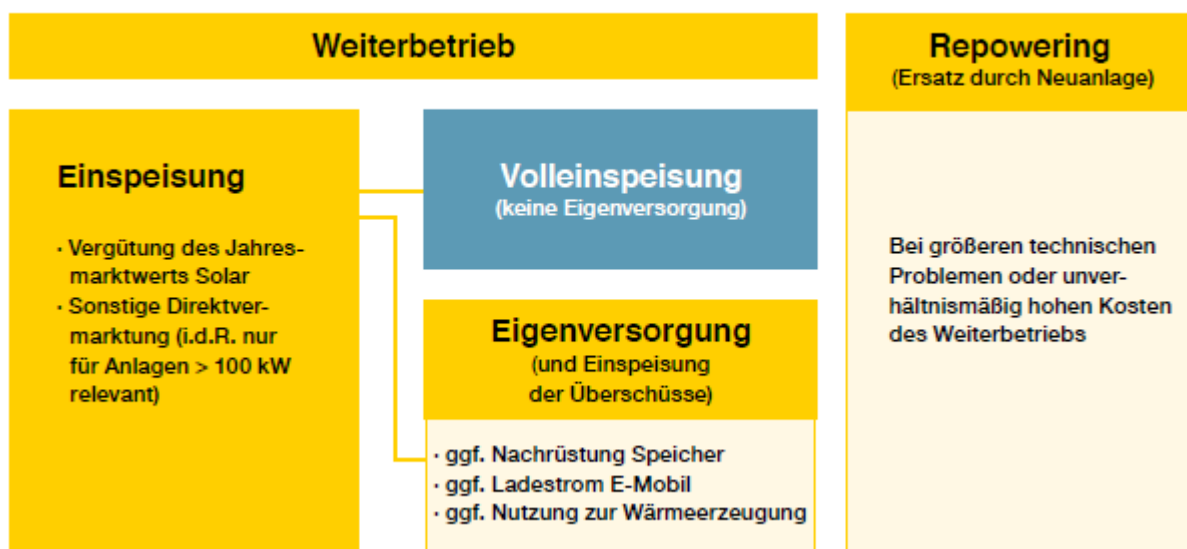 Weiterbetrieb
Repowering
(Ersatz durch Neuanlage)
Einspeisung
· Vergütung des Jahres-
marktwerts Solar
· Sonstige Direktver-
marktung (i.d.R. nur
für Anlagen > 100 kW
relevant)
Volleinspeisung
(keine Eigenversorgung)
Eigenversorgung
(und Einspeisung
der Überschüsse)
· ggf. Nachrüstung Speicher
· ggf. Ladestrom E-Mobil
· ggf. Nutzung zur Wärmeerzeugung
Bei größeren technischen
Problemen oder unver-
hältnismäßig hohen Kosten
des Weiterbetriebs